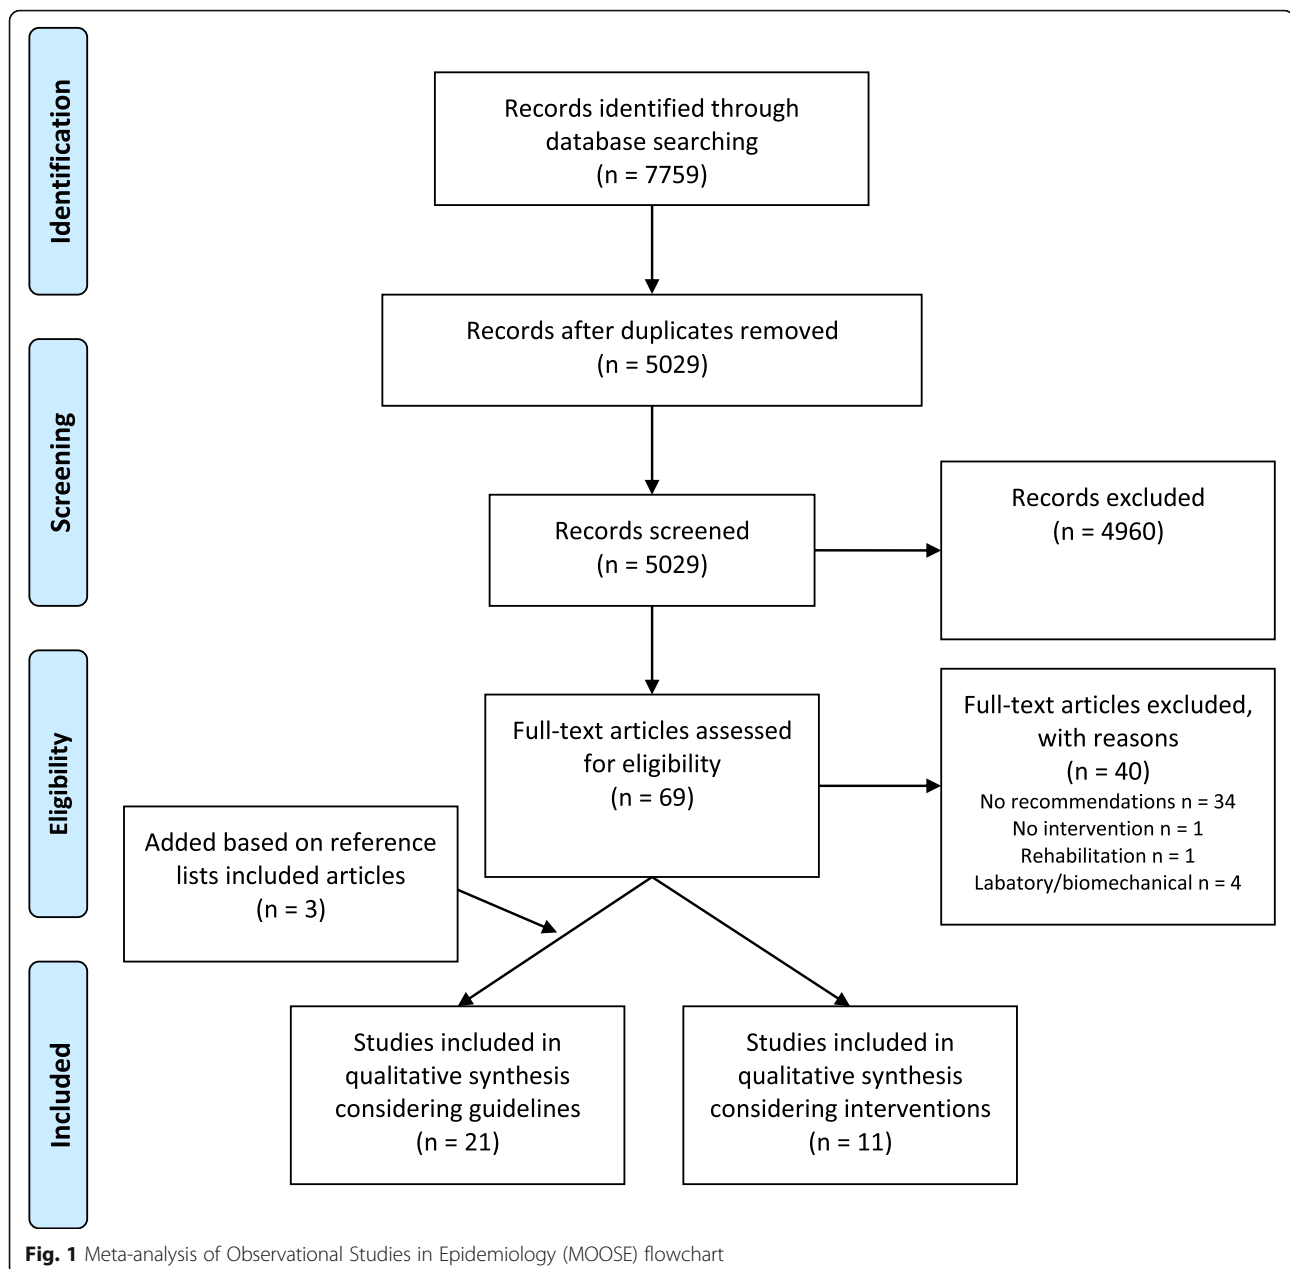 Identification
Records identified through
database searching
(n = 7759)
Records after duplicates removed
(n = 5029)
Screening
Records screened
(n = 5029)
Records excluded
(n = 4960)
Eligibility
Full-text articles assessed
for eligibility
(n = 69)
Full-text articles excluded,
with reasons
(n = 40)
No recommendations n = 34
No intervention n = 1
Rehabilitation n = 1
Labatory/biomechanical n = 4
Added based on reference
lists included articles
(n = 3)
Included
Studies included in
qualitative synthesis
considering guidelines
(n = 21)
Studies included in
qualitative synthesis
considering interventions
(n = 11)
Fig. 1 Meta-analysis of Observational Studies in Epidemiology (MOOSE) flowchart